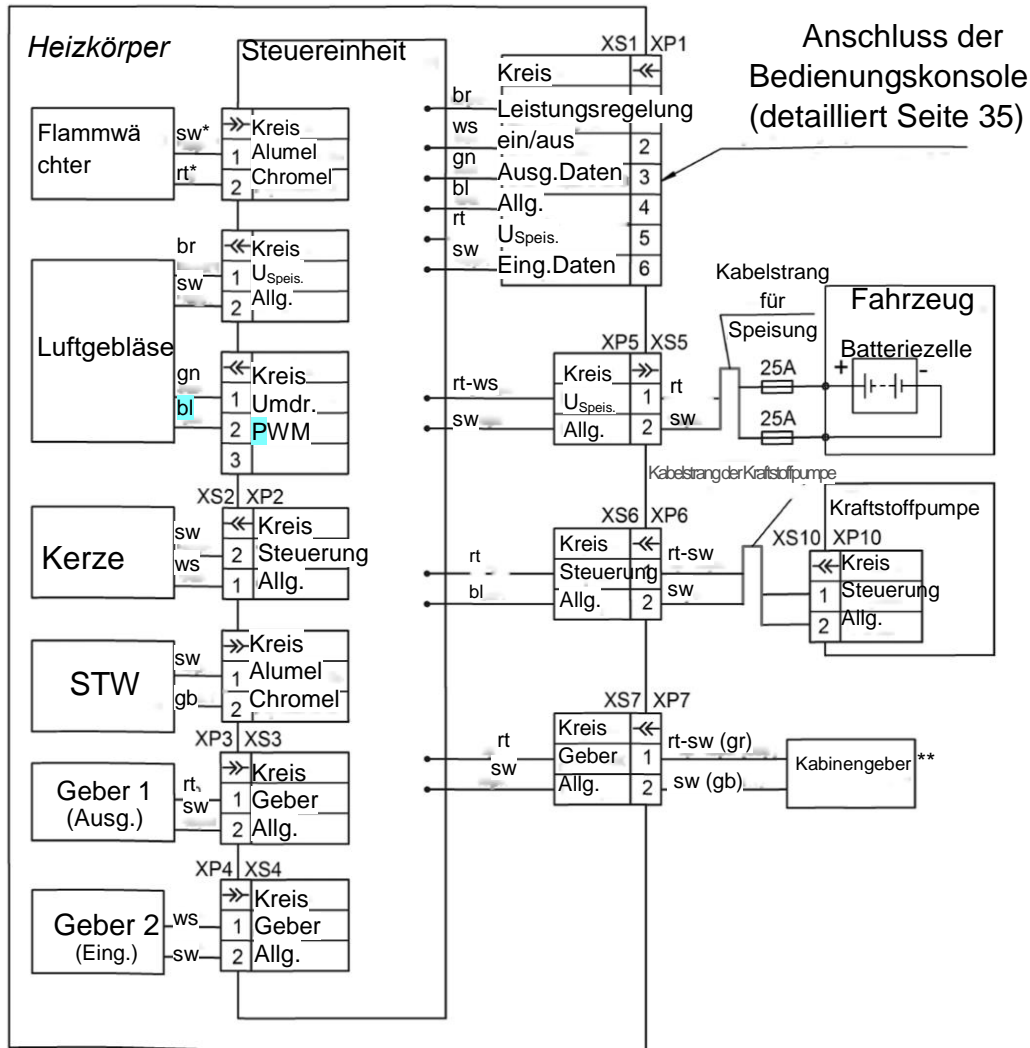 Heizkörper
Steuereinheit
XS1 XP1
Anschluss der
Bedienungskonsole
(detailliert Seite 35)
Kreis
br Leistungsregelung
ws ein/aus 2
gn Ausg.Daten 3
bl Allg. 4
rt USpeis. 5
sw Eing.Daten 6
Flammwä
chter
sw*
rt*
Kreis
1 Alumel
2 Chromel
Luftgebläse
br
sw
Kreis
1 USpeis.
2 Allg.
gn
bl
Kreis
1 Umdr.
2 PWM
3
XS2 XP2
Kerze
sw
ws
Kreis
2 Steuerung
1 Allg.
STW
sw
gb
Kreis
1 Alumel
2 Chromel
XP3 XS3
Geber 1
(Ausg.)
rt
sw
Kreis
1 Geber
2 Allg.
XP4 XS4
Geber 2
(Eing.)
ws
sw
Kreis
1 Geber
2 Allg.
Kabelstrang
für
Speisung
Fahrzeug
Batteriezelle
+ -
25A
25A
XP5 XS5
Kreis
rt-ws USpeis. 1 rt
sw Allg. 2 sw
Kabelstrang der Kraftstoffpumpe
Kraftstoffpumpe
XS6 XP6
Kreis
rt Steuerung rt-sw
bl Allg. 2 sw
XS10 XP10
Kreis
1 Steuerung
2 Allg.
XS7 XP7
Kreis
rt Geber 1 rt-sw (gr)
sw Allg. 2 sw (gb)
Kabinengeber **